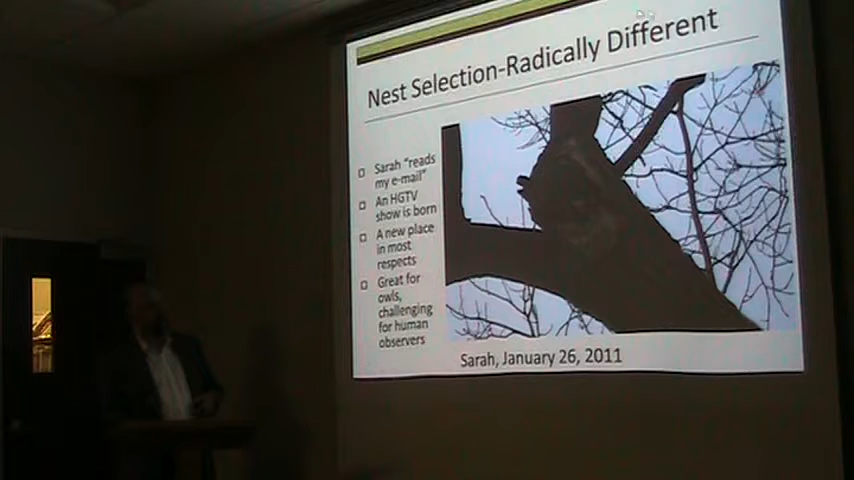 Nest Selection-Radically Different
Sarah "reads
my e-mail"
An HGTV
show is born
A new place
in most
respects
Great for
owls,
challenging
for human
observers
Sarah, January 26, 2011